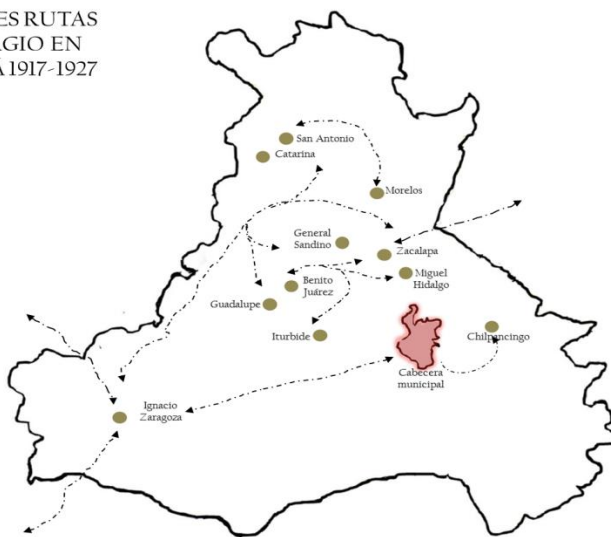 ES RUTAS
GIO EN
Á 1917-1927
San Antonio
Catarina
Morelos
General
Sandino
Zacalapa
Miguel
Hidalgo
Benito
Juárez
Guadalupe
Iturbide
Chilpancingo
Cabecera
municipal
Ignacio
Zaragoza